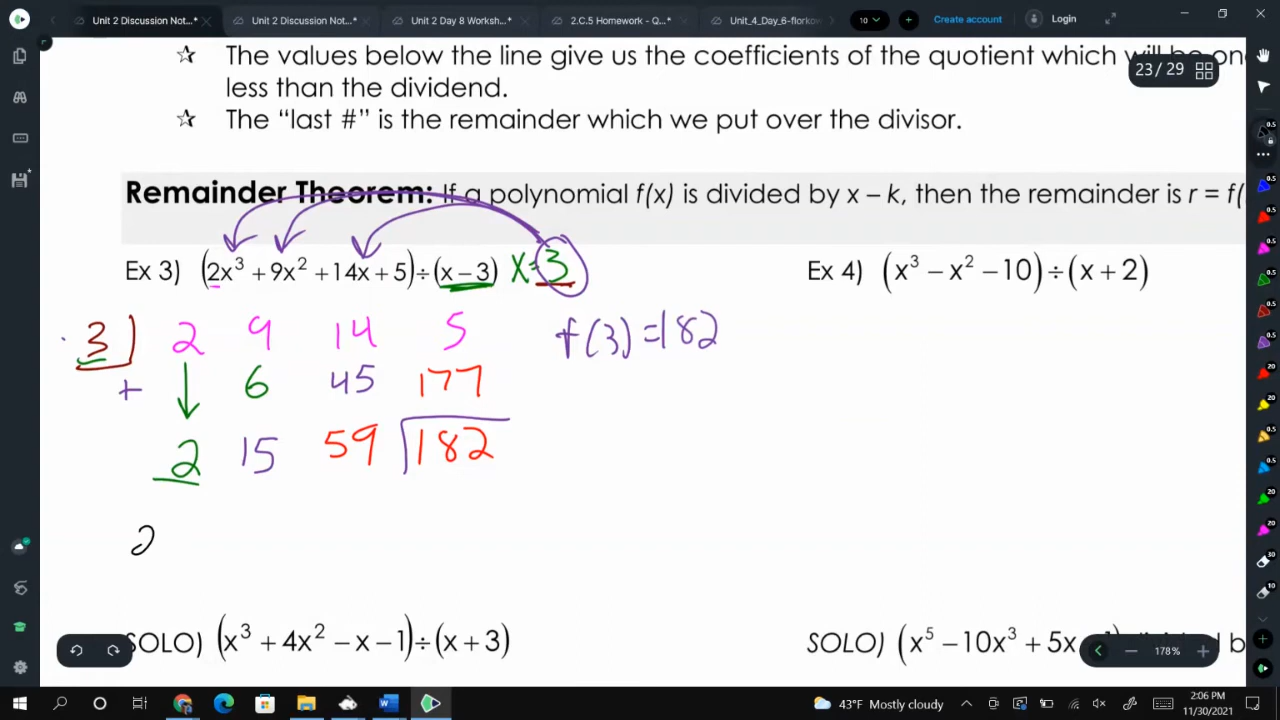 Unit 2 Discussion Not...*
Unit 2 Discussion Not...*
Unit 2 Day 8 Worksh...*
2.C.5 Homework - Q...*
Unit_4_Day_6-florkow
10
Create account
Login
The values below the line give us the coefficients of the quotient which will be one
less than the dividend.
23 / 29
The “last #” is the remainder which we put over the divisor.
Remainder Theorem: If a polynomial f(x) is divided by x – k, then the remainder is r = f(
Ex 3) (2x³ + 9x² + 14x + 5) ÷ (x – 3) x = 3
Ex 4) (x³ – x² – 10) ÷ (x + 2)
3 2 9 14 5 f(3) = 182
+ 6 45 177
2 15 59 182
2
SOLO) (x³ + 4x² – x – 1) ÷ (x + 3)
SOLO) (x⁵ – 10x³ + 5x – 1) divided b
178%
43°F Mostly cloudy
2:06 PM
11/30/2021